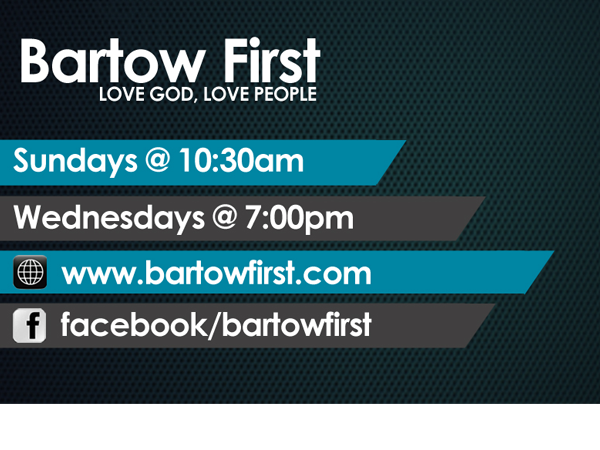 Bartow First
LOVE GOD, LOVE PEOPLE
Sundays @ 10:30am
Wednesdays @ 7:00pm
www.bartowfirst.com
f facebook/bartowfirst